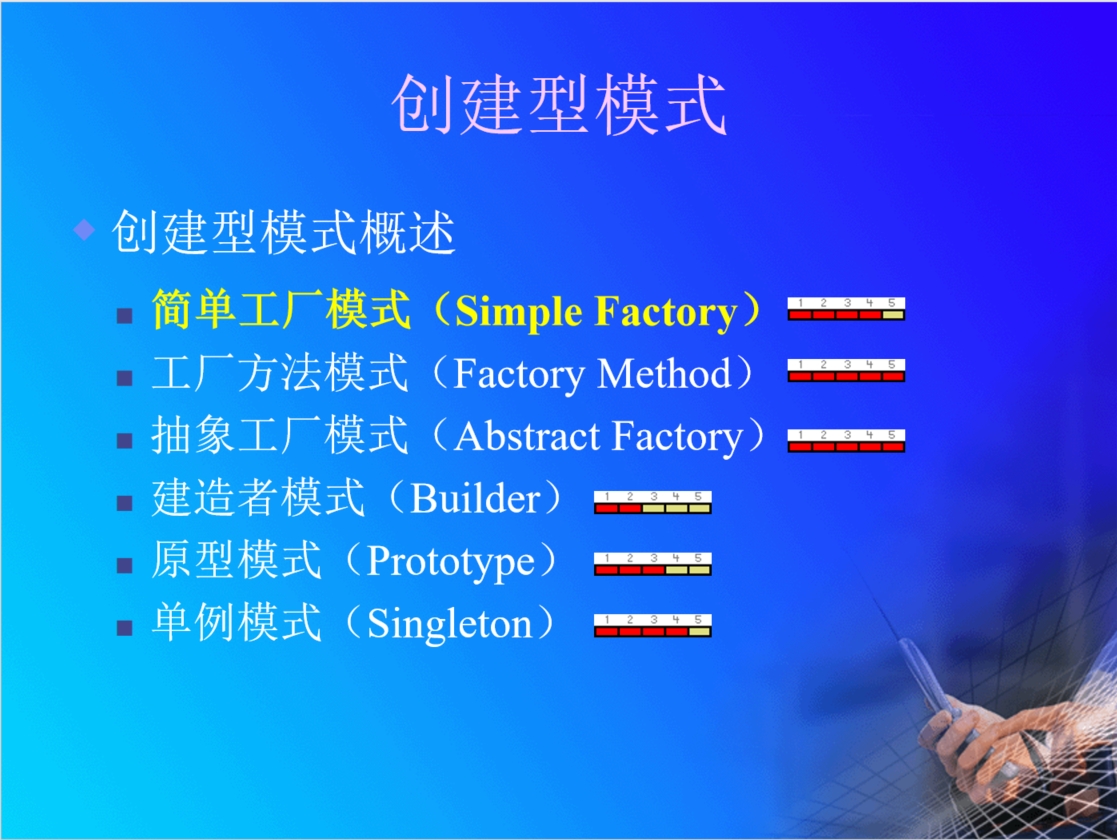 创建型模式
创建型模式概述
简单工厂模式（Simple Factory） 1 2 3 4 5
工厂方法模式（Factory Method） 1 2 3 4 5
抽象工厂模式（Abstract Factory） 1 2 3 4 5
建造者模式（Builder） 1 2 3 4 5
原型模式（Prototype） 1 2 3 4 5
单例模式（Singleton） 1 2 3 4 5